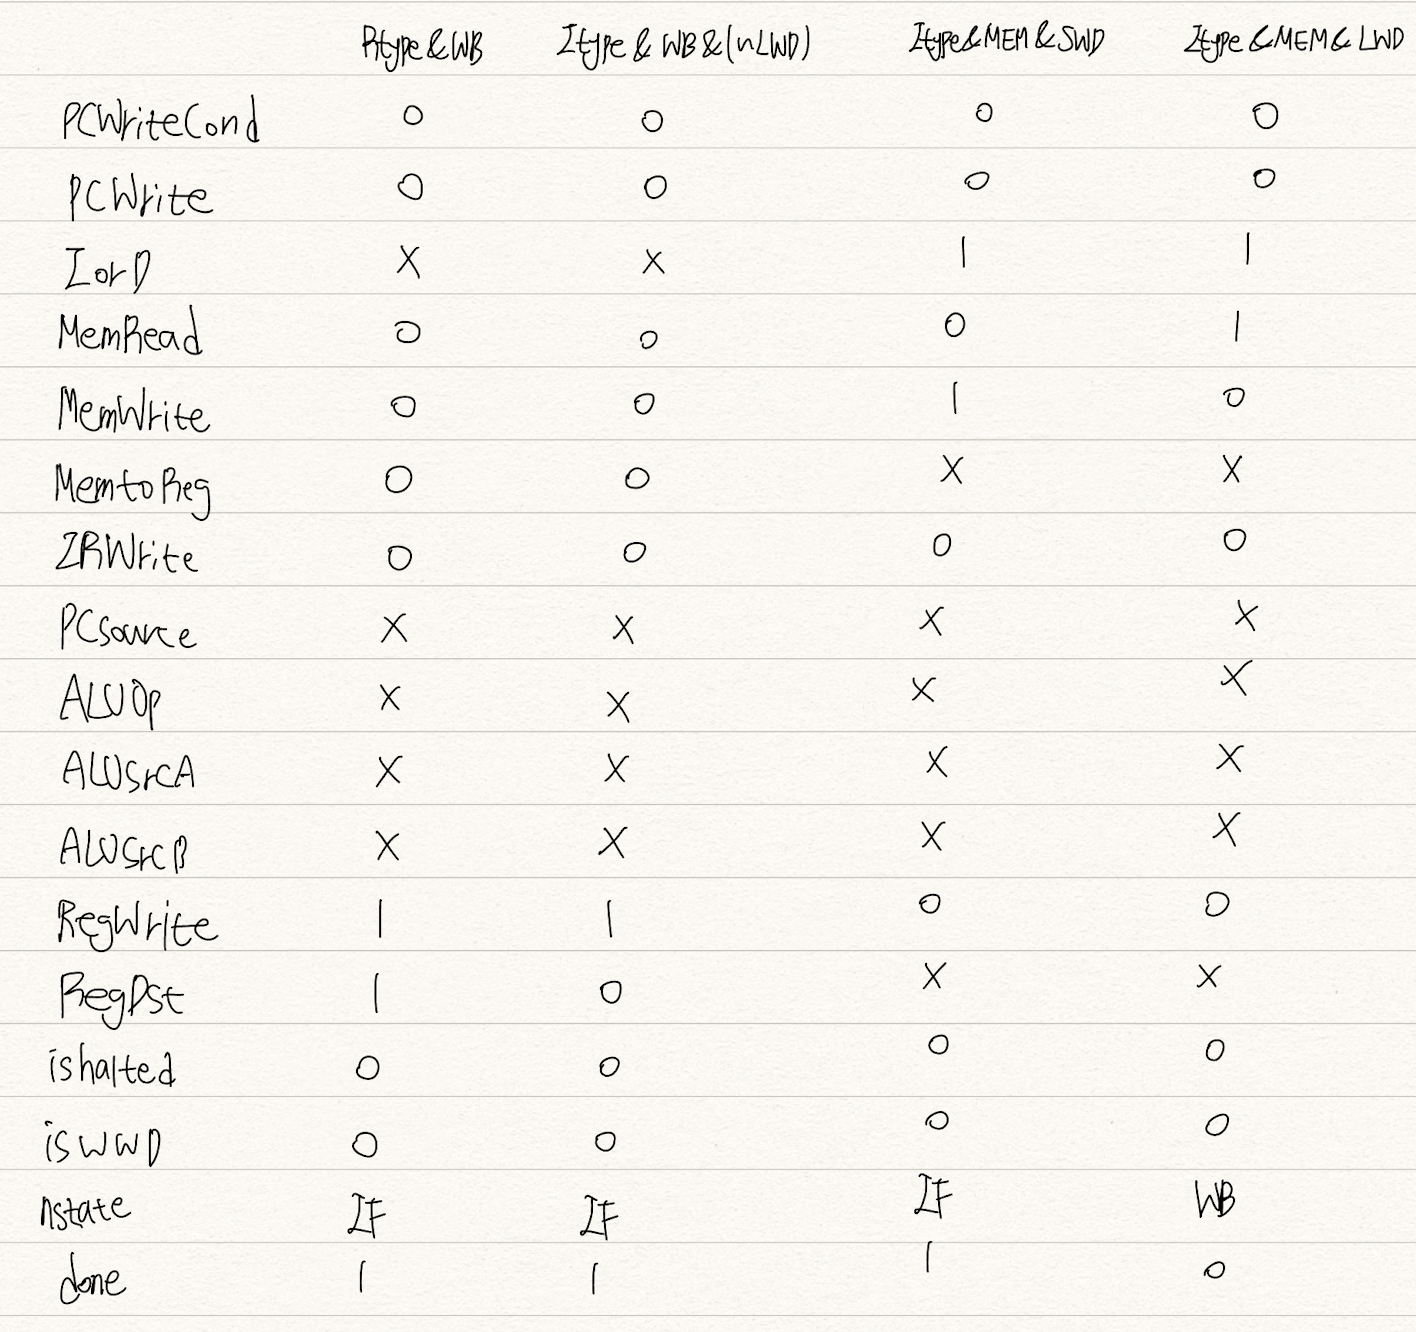 Rtype & WB Itype & WB & (nLWD) Itype & MEM & SWD Itype & MEM & LWD
PCWriteCond 0 0 0 0
PCWrite 0 0 0 0
IorD X X 1 1
MemRead 0 0 0 1
MemWrite 0 0 1 0
MemtoReg 0 0 X X
IRWrite 0 0 0 0
PCsource X X X X
ALUOp X X X X
ALUSrcA X X X X
ALUSrcB X X X X
RegWrite 1 1 0 0
RegDst 1 0 X X
ishalted 0 0 0 0
isWWD 0 0 0 0
nstate IF IF IF WB
done 1 1 1 0